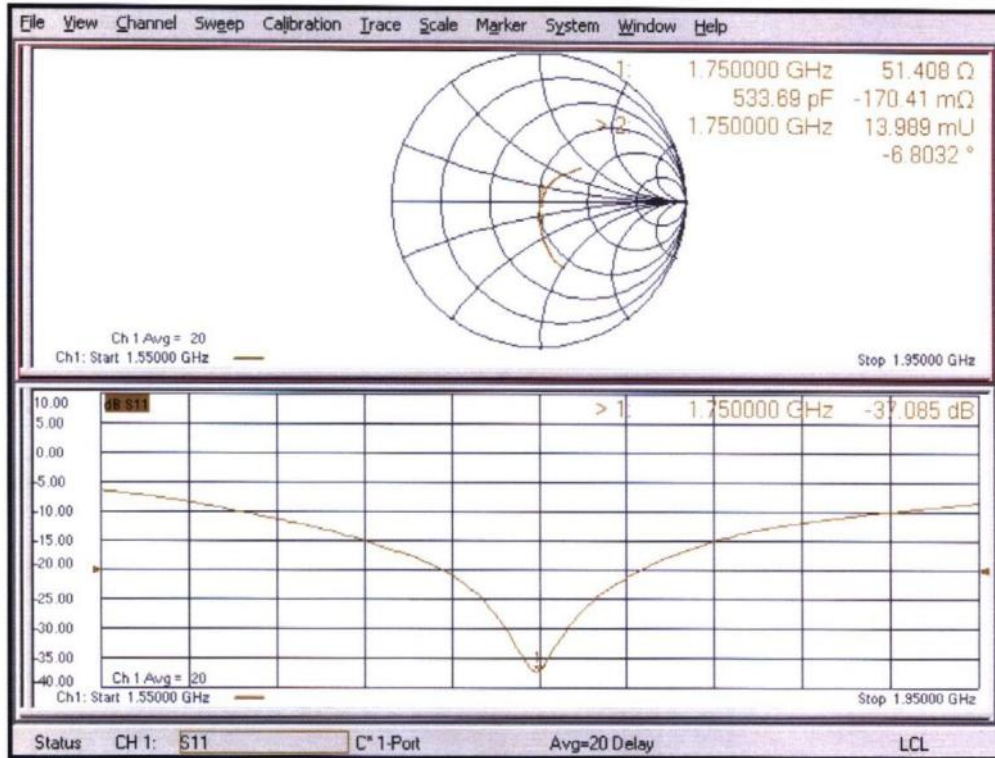 File View Channel Sweep Calibration Trace Scale Marker System Window Help
1: 1.750000 GHz 51.408 Ω
533.69 pF -170.41 mΩ
> 2: 1.750000 GHz 13.989 mU
-6.8032 °
Ch 1 Avg = 20
Ch1: Start 1.55000 GHz Stop 1.95000 GHz
10.00 dB S11 > 1: 1.750000 GHz -37.085 dB
5.00
0.00
-5.00
-10.00
-15.00
-20.00
-25.00
-30.00
-35.00 1
-40.00 Ch 1 Avg = 20
Ch1: Start 1.55000 GHz Stop 1.95000 GHz
Status CH 1: S11 C* 1-Port Avg=20 Delay LCL